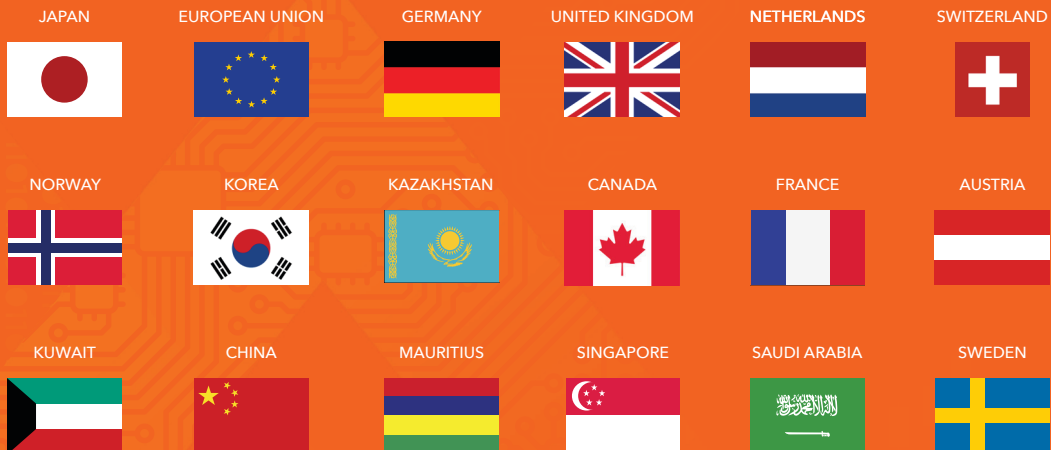 JAPAN
EUROPEAN UNION
GERMANY
UNITED KINGDOM
NETHERLANDS
SWITZERLAND
NORWAY
KOREA
KAZAKHSTAN
CANADA
FRANCE
AUSTRIA
KUWAIT
CHINA
MAURITIUS
SINGAPORE
SAUDI ARABIA
SWEDEN